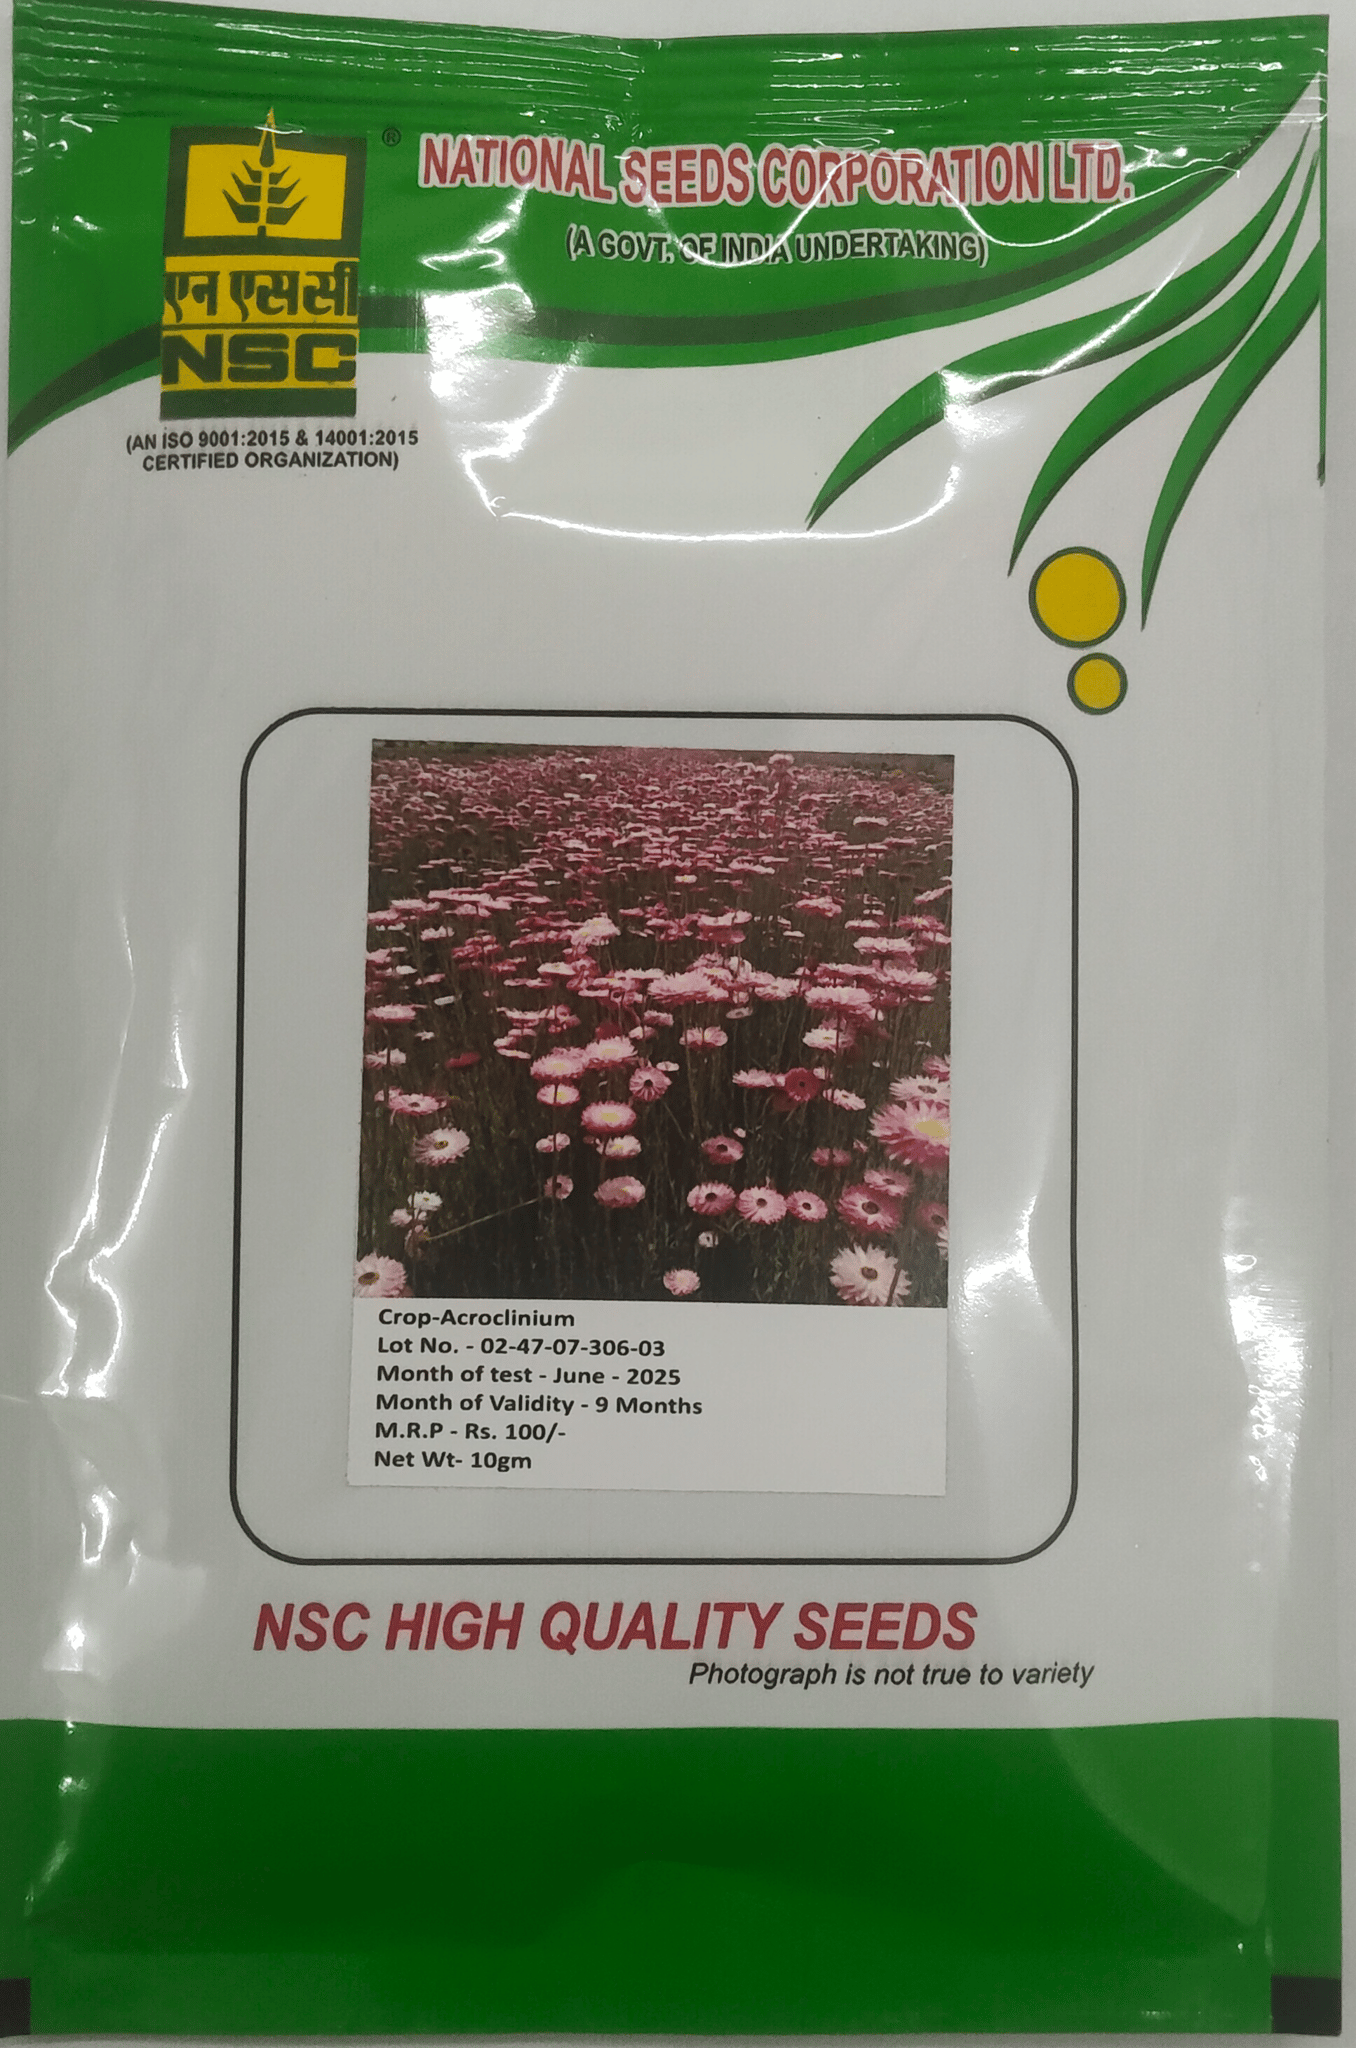 ®
NATIONAL SEEDS CORPORATION LTD.
(A GOVT. OF INDIA UNDERTAKING)
एन एस सी
NSC
(AN ISO 9001:2015 & 14001:2015
CERTIFIED ORGANIZATION)
Crop-Acroclinium
Lot No. - 02-47-07-306-03
Month of test - June - 2025
Month of Validity - 9 Months
M.R.P - Rs. 100/-
Net Wt- 10gm
NSC HIGH QUALITY SEEDS
Photograph is not true to variety